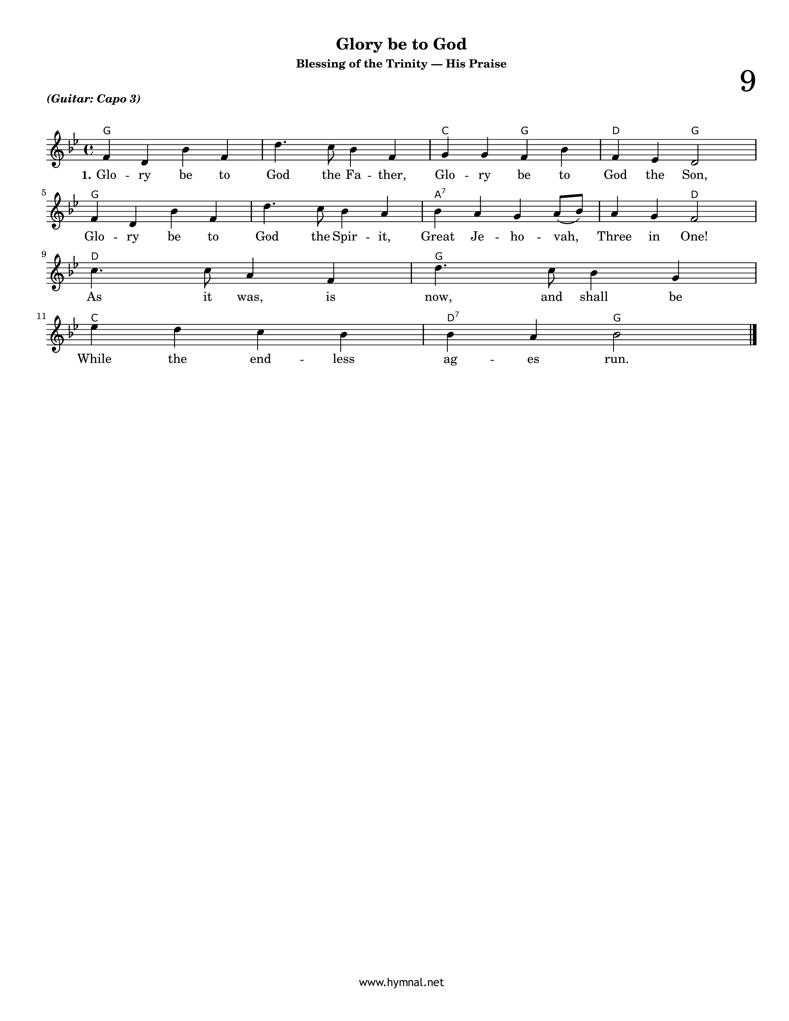 Glory be to God
Blessing of the Trinity — His Praise
9
(Guitar: Capo 3)
G C G D G
1. Glo - ry be to God the Fa - ther, Glo - ry be to God the Son,
5 G A7 D
Glo - ry be to God the Spir - it, Great Je - ho - vah, Three in One!
9 D G
As it was, is now, and shall be
11 C D7 G
While the end - less ag - es run.
www.hymnal.net